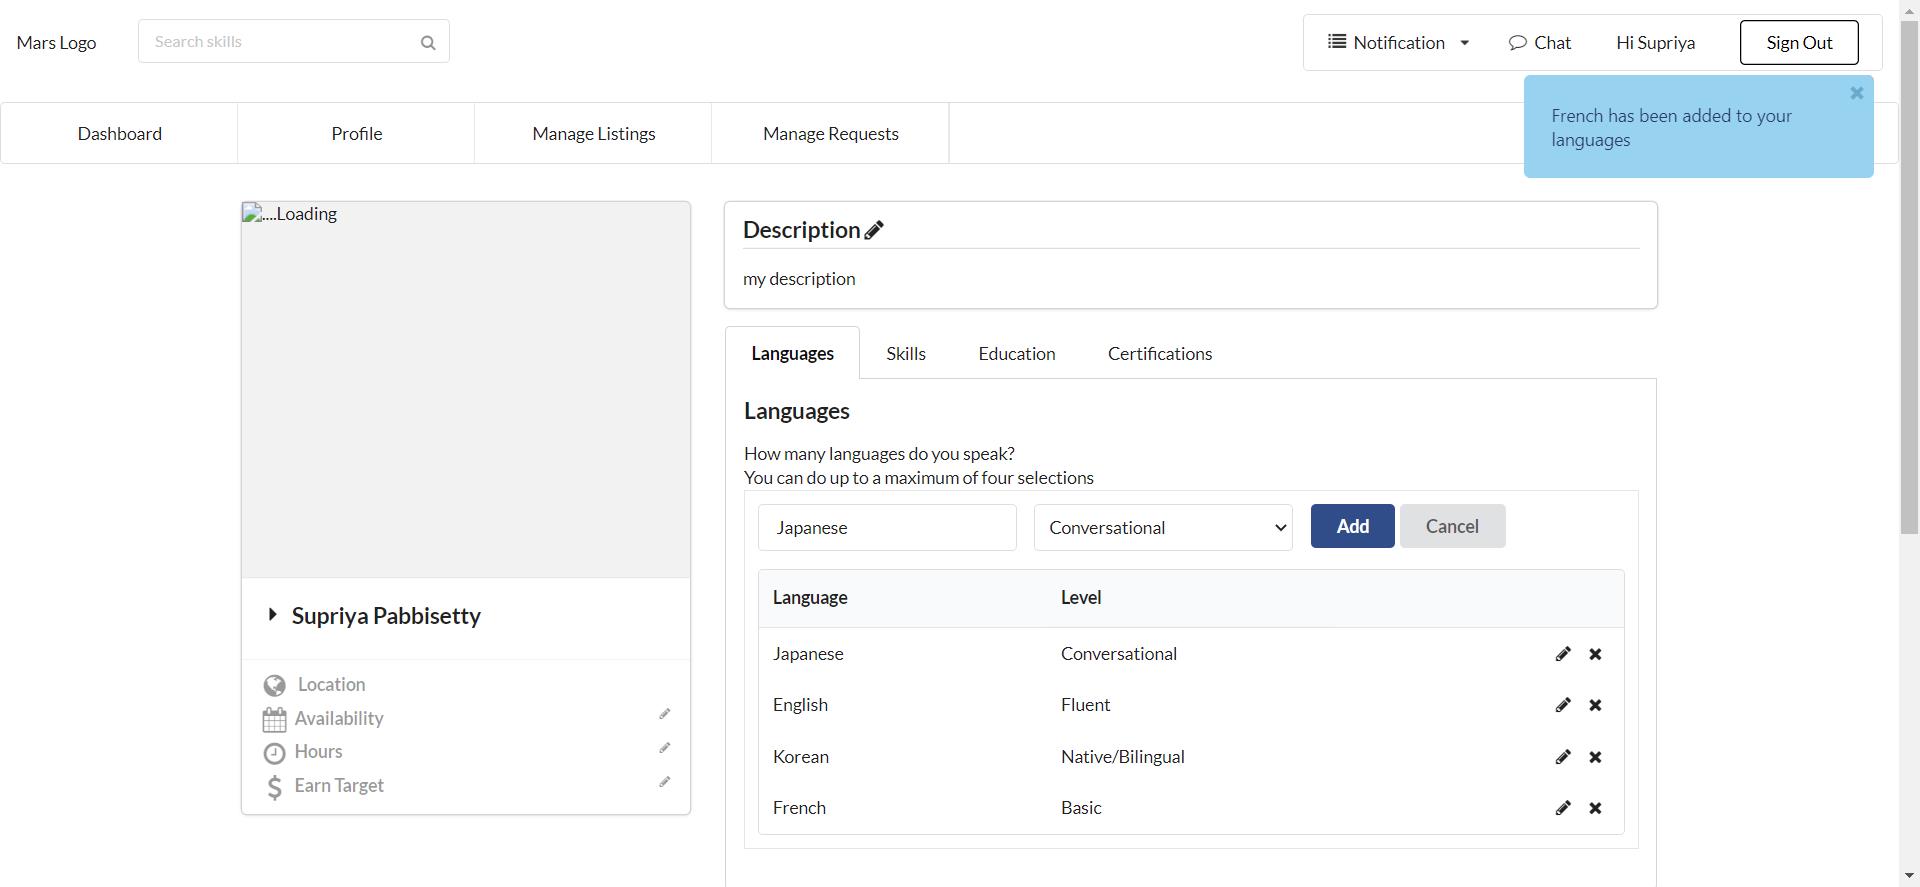 Mars Logo
Search skills
Notification
Chat
Hi Supriya
Sign Out
French has been added to your
languages
Dashboard
Profile
Manage Listings
Manage Requests
....Loading
Supriya Pabbisetty
Location
Availability
Hours
Earn Target
Description
my description
Languages
Skills
Education
Certifications
Languages
How many languages do you speak?
You can do up to a maximum of four selections
Japanese
Conversational
Add
Cancel
Language Level
Japanese Conversational
English Fluent
Korean Native/Bilingual
French Basic